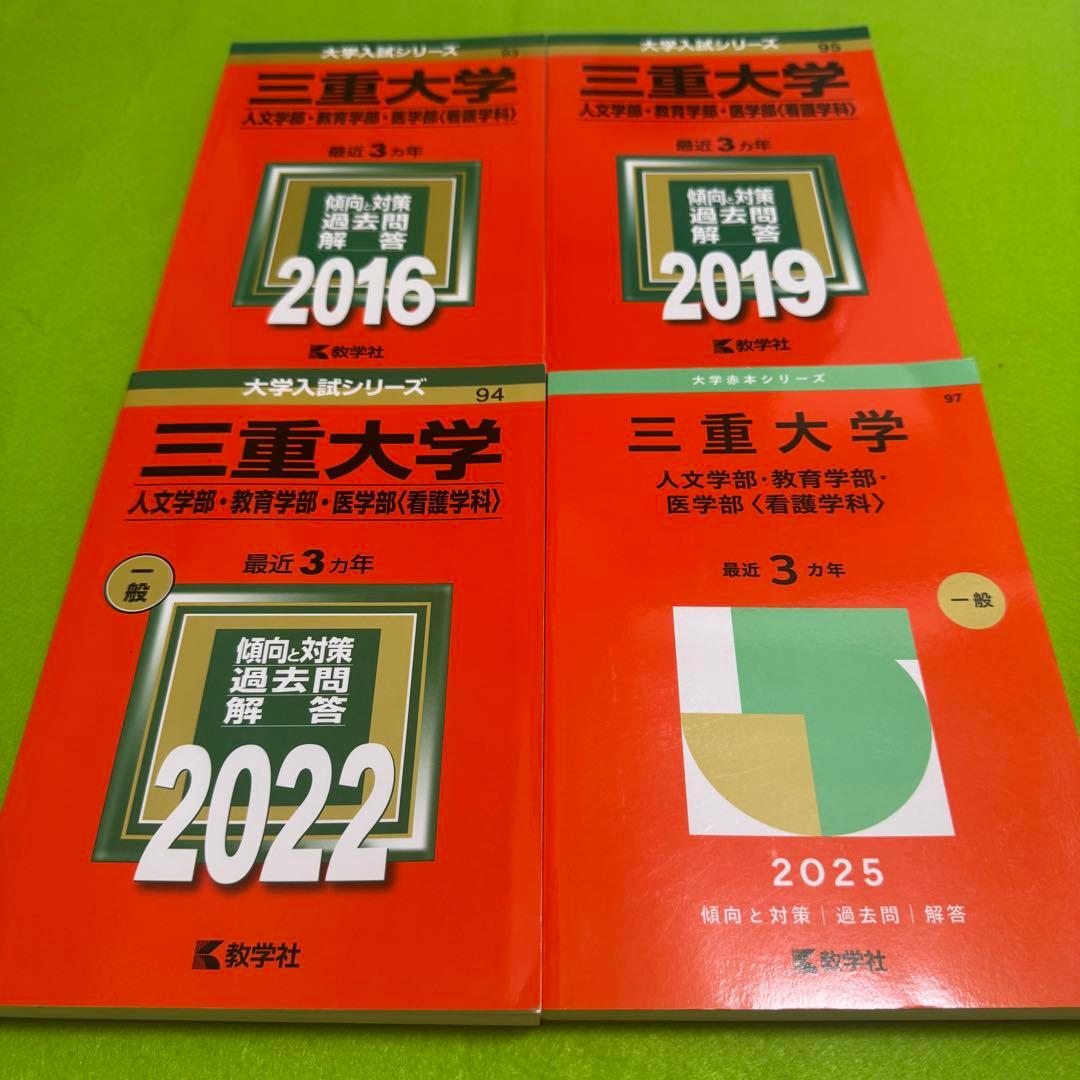 大学入試シリーズ
93
三重大学
人文学部・教育学部・医学部〈看護学科〉
最近3カ年
傾向と対策
過去問
解答
2016
教学社
大学入試シリーズ
95
三重大学
人文学部・教育学部・医学部〈看護学科〉
最近3カ年
傾向と対策
過去問
解答
2019
教学社
大学入試シリーズ
94
三重大学
人文学部・教育学部・医学部〈看護学科〉
最近3カ年
一般
傾向と対策
過去問
解答
2022
教学社
大学赤本シリーズ
97
三重大学
人文学部・教育学部・
医学部〈看護学科〉
最近3カ年
一般
2025
傾向と対策|過去問|解答
教学社